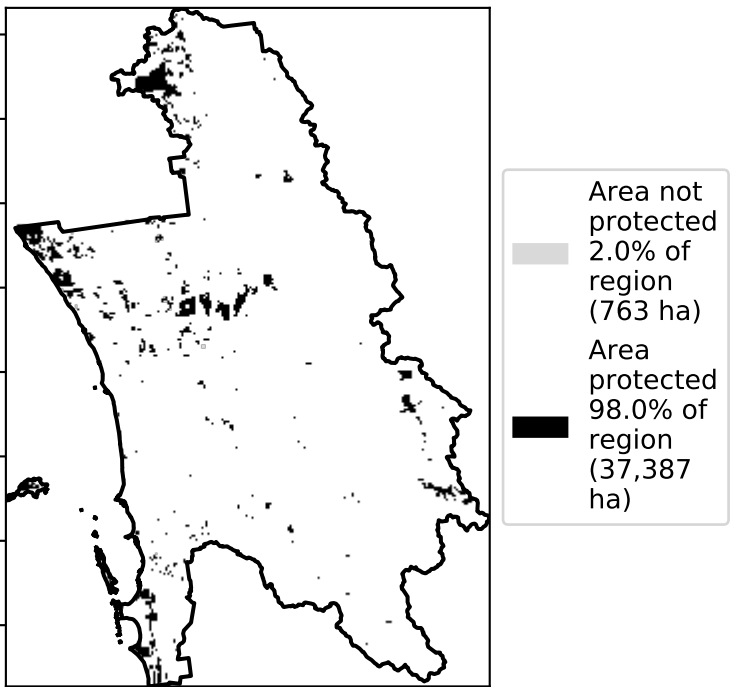 Area not
protected
2.0% of
region
(763 ha)
Area
protected
98.0% of
region
(37,387
ha)